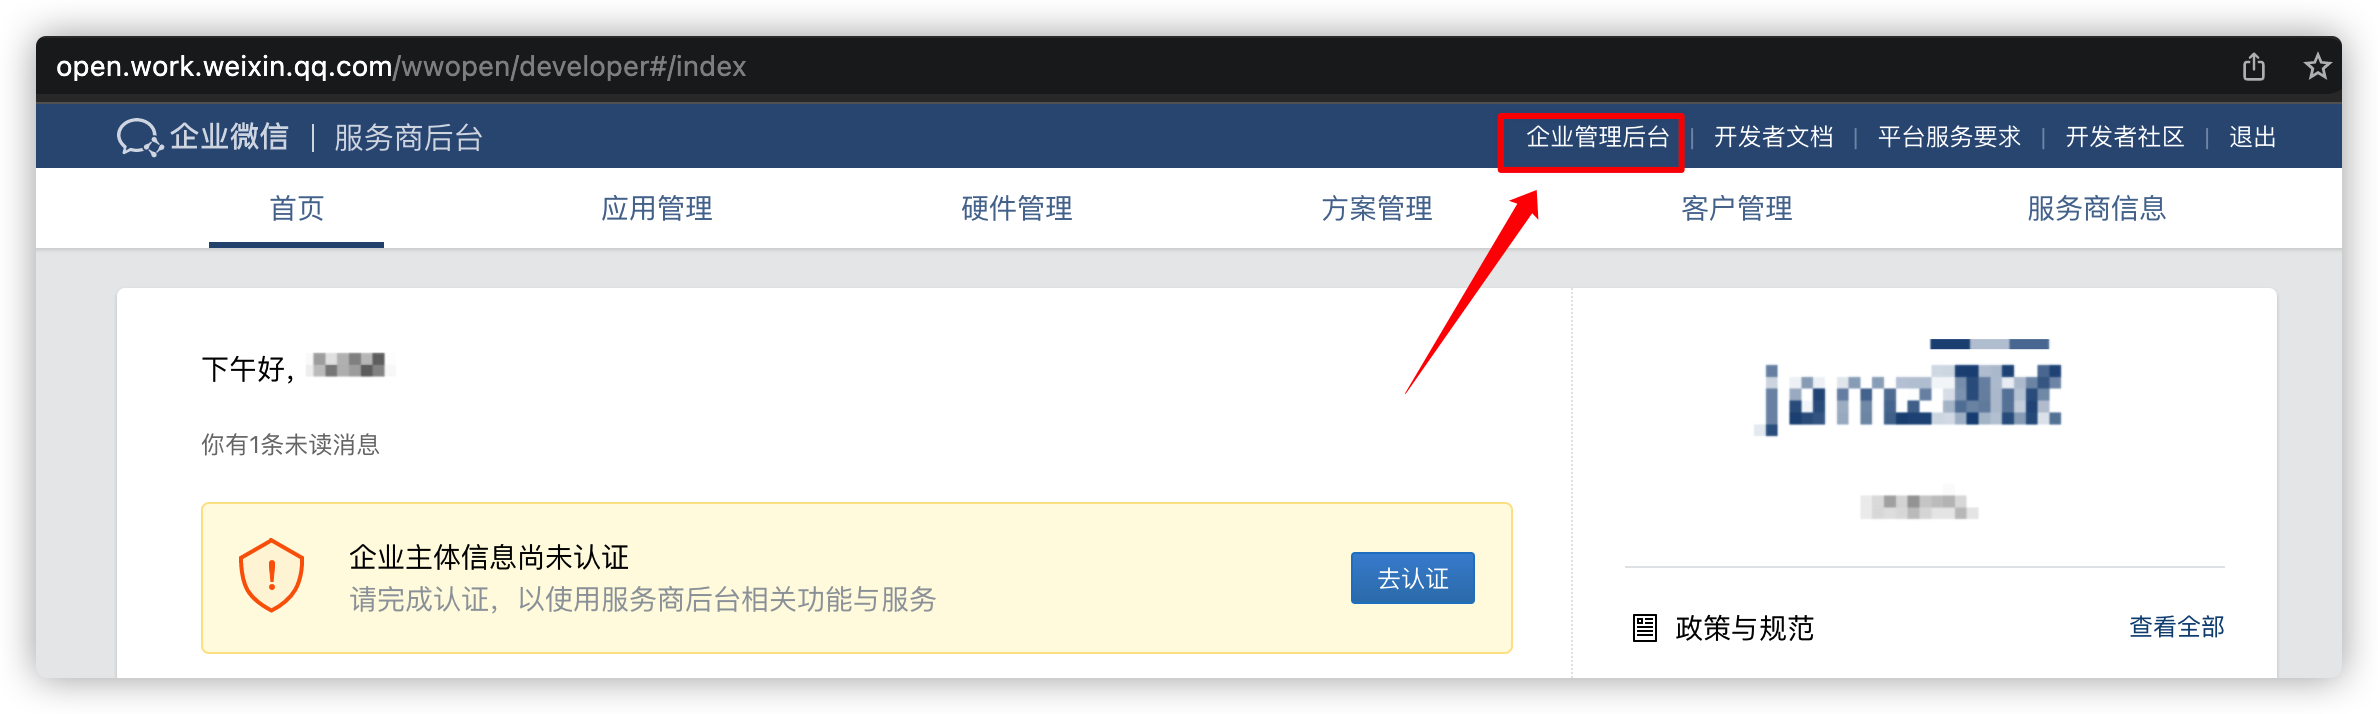 open.work.weixin.qq.com/wwopen/developer#/index
企业微信 | 服务商后台
企业管理后台 | 开发者文档 | 平台服务要求 | 开发者社区 | 退出
首页 应用管理 硬件管理 方案管理 客户管理 服务商信息
下午好，
你有1条未读消息
企业主体信息尚未认证
请完成认证，以使用服务商后台相关功能与服务
去认证
政策与规范 查看全部